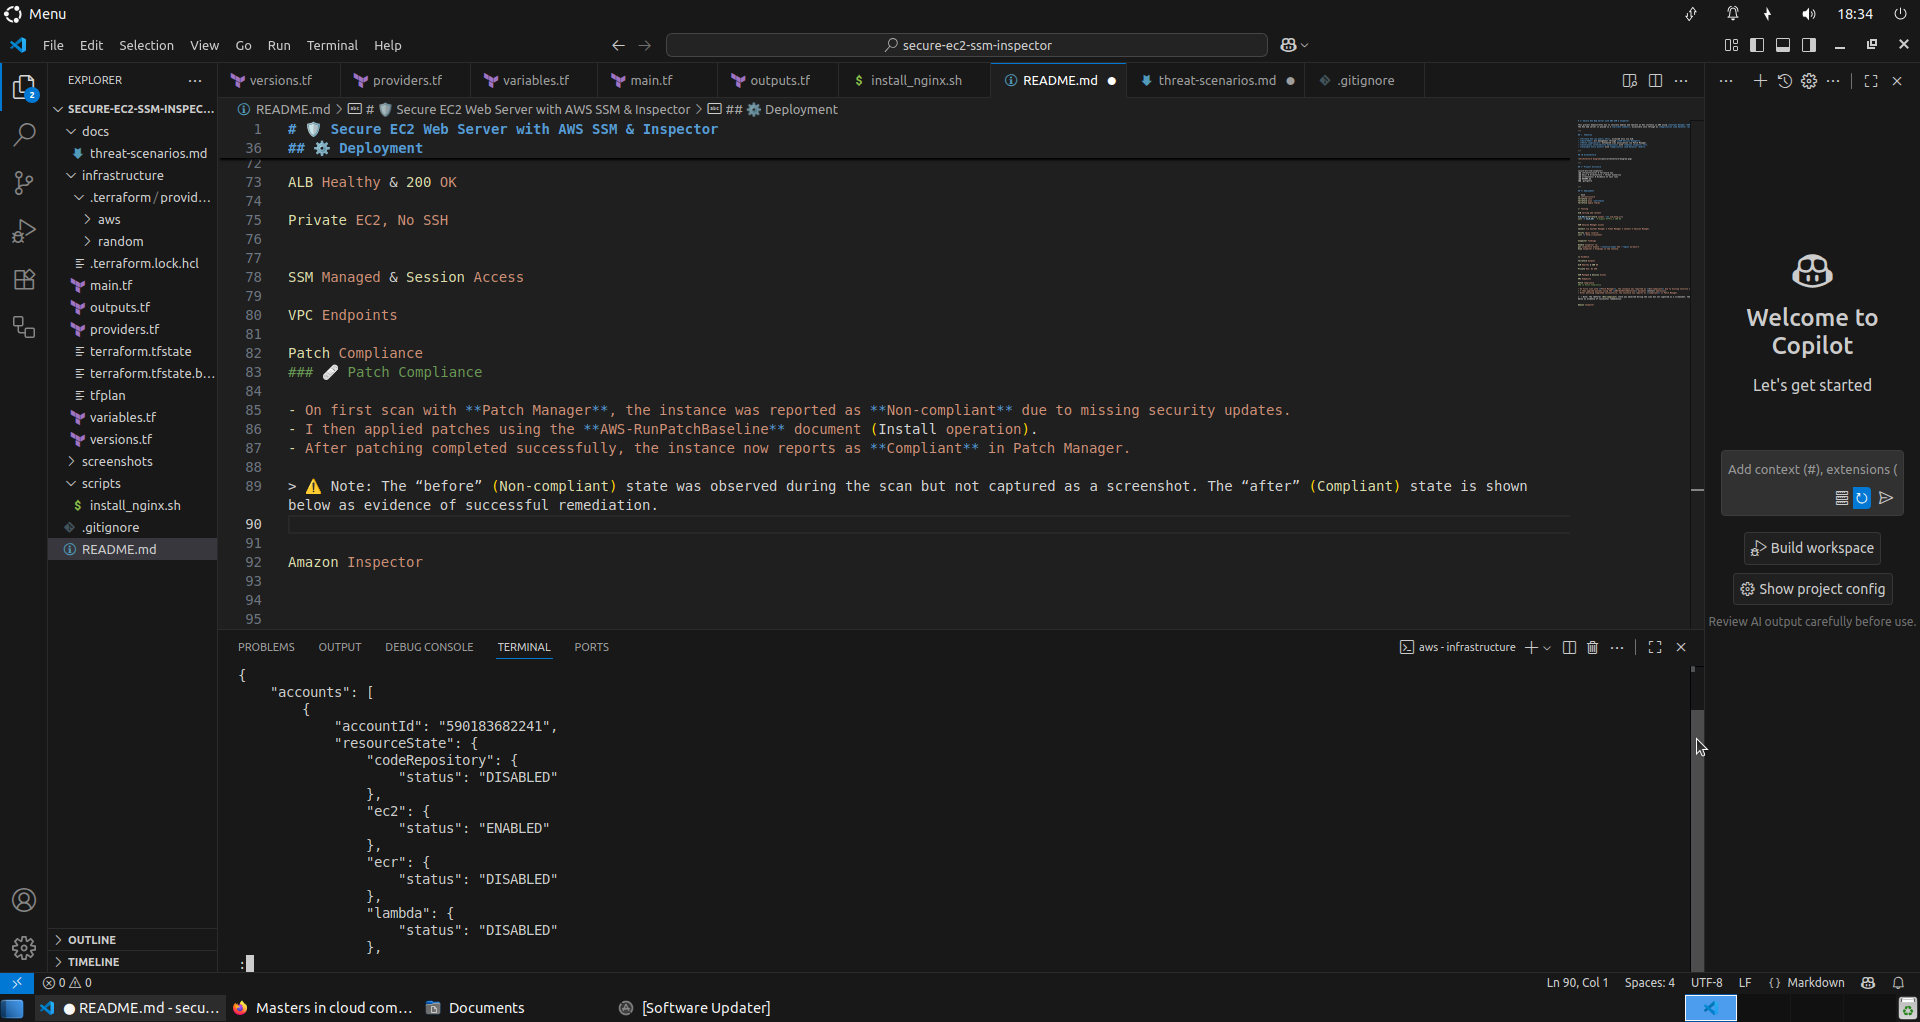 Menu
18:34
File Edit Selection View Go Run Terminal Help
secure-ec2-ssm-inspector
EXPLORER
versions.tf
providers.tf
variables.tf
main.tf
outputs.tf
$ install_nginx.sh
README.md
threat-scenarios.md
.gitignore
README.md > # 🛡️ Secure EC2 Web Server with AWS SSM & Inspector > ## ⚙️ Deployment
2
SECURE-EC2-SSM-INSPEC...
docs
threat-scenarios.md
infrastructure
.terraform / provid...
aws
random
.terraform.lock.hcl
main.tf
outputs.tf
providers.tf
terraform.tfstate
terraform.tfstate.b...
tfplan
variables.tf
versions.tf
screenshots
scripts
$ install_nginx.sh
.gitignore
README.md
OUTLINE
TIMELINE
1 # 🛡️ Secure EC2 Web Server with AWS SSM & Inspector
36 ## ⚙️ Deployment
72
73 ALB Healthy & 200 OK
74
75 Private EC2, No SSH
76
77
78 SSM Managed & Session Access
79
80 VPC Endpoints
81
82 Patch Compliance
83 ### 🩹 Patch Compliance
84
85 - On first scan with **Patch Manager**, the instance was reported as **Non-compliant** due to missing security updates.
86 - I then applied patches using the **AWS-RunPatchBaseline** document (Install operation).
87 - After patching completed successfully, the instance now reports as **Compliant** in Patch Manager.
88
89 > ⚠️ Note: The “before” (Non-compliant) state was observed during the scan but not captured as a screenshot. The “after” (Compliant) state is shown
below as evidence of successful remediation.
90
91
92 Amazon Inspector
93
94
95
PROBLEMS OUTPUT DEBUG CONSOLE TERMINAL PORTS
aws - infrastructure
{
"accounts": [
{
"accountId": "590183682241",
"resourceState": {
"codeRepository": {
"status": "DISABLED"
},
"ec2": {
"status": "ENABLED"
},
"ecr": {
"status": "DISABLED"
},
"lambda": {
"status": "DISABLED"
},
:
Welcome to
Copilot
Let's get started
Add context (#), extensions (
Build workspace
Show project config
Review AI output carefully before use.
0 0
Ln 90, Col 1 Spaces: 4 UTF-8 LF {} Markdown
● README.md - secu...
Masters in cloud com...
Documents
[Software Updater]